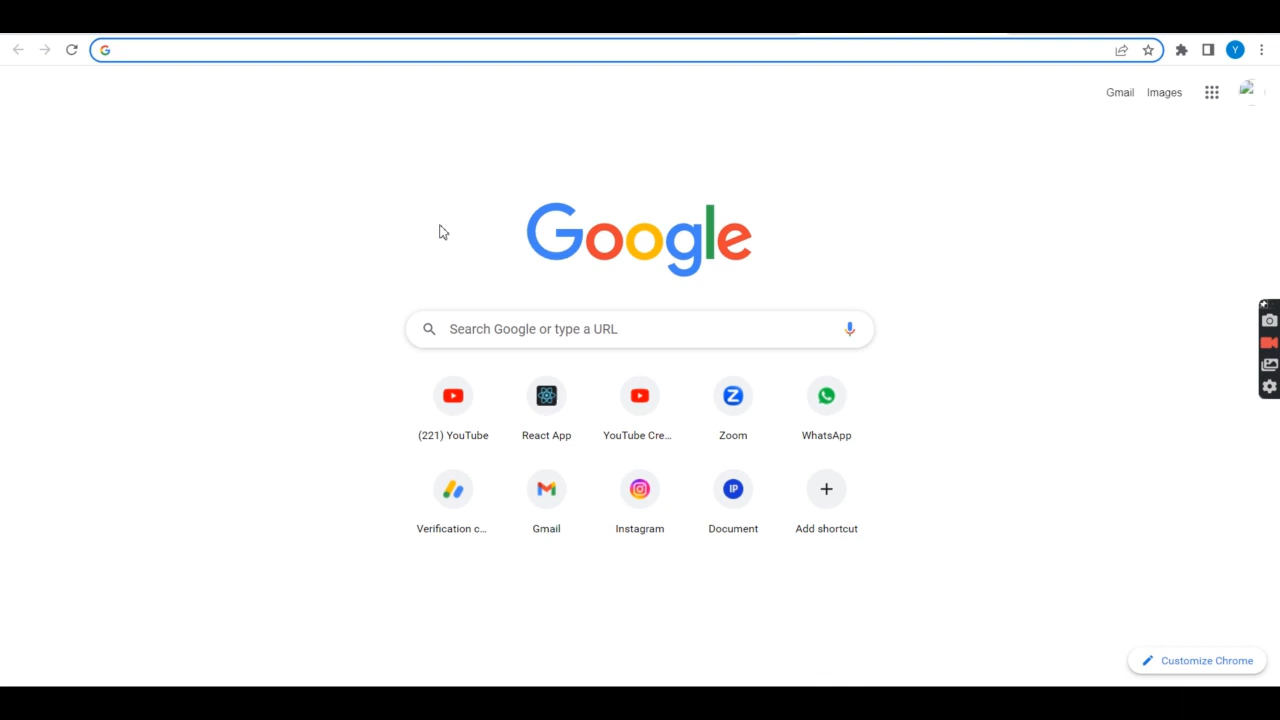 Y
Gmail Images
Google
Search Google or type a URL
(221) YouTube React App YouTube Cre... Zoom WhatsApp
IP
Verification c... Gmail Instagram Document Add shortcut
Customize Chrome